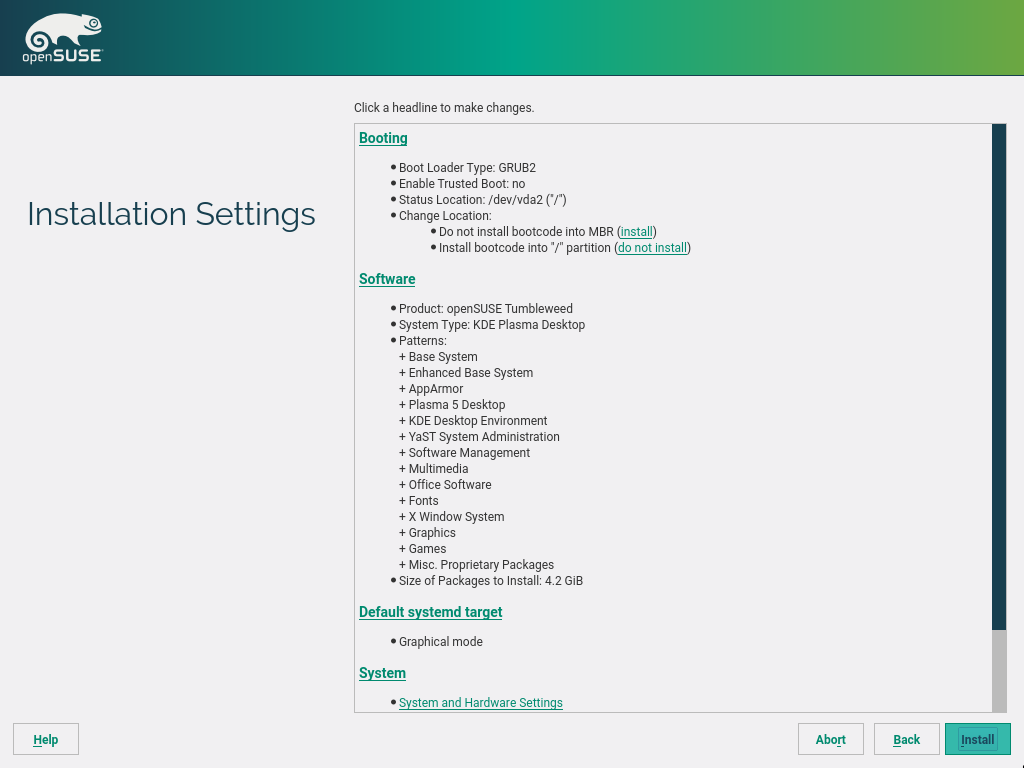 openSUSE
Click a headline to make changes.
Installation Settings
Booting
Boot Loader Type: GRUB2
Enable Trusted Boot: no
Status Location: /dev/vda2 ("/")
Change Location:
Do not install bootcode into MBR (install)
Install bootcode into "/" partition (do not install)
Software
Product: openSUSE Tumbleweed
System Type: KDE Plasma Desktop
Patterns:
+ Base System
+ Enhanced Base System
+ AppArmor
+ Plasma 5 Desktop
+ KDE Desktop Environment
+ YaST System Administration
+ Software Management
+ Multimedia
+ Office Software
+ Fonts
+ X Window System
+ Graphics
+ Games
+ Misc. Proprietary Packages
Size of Packages to Install: 4.2 GiB
Default systemd target
Graphical mode
System
System and Hardware Settings
Help
Abort
Back
Install